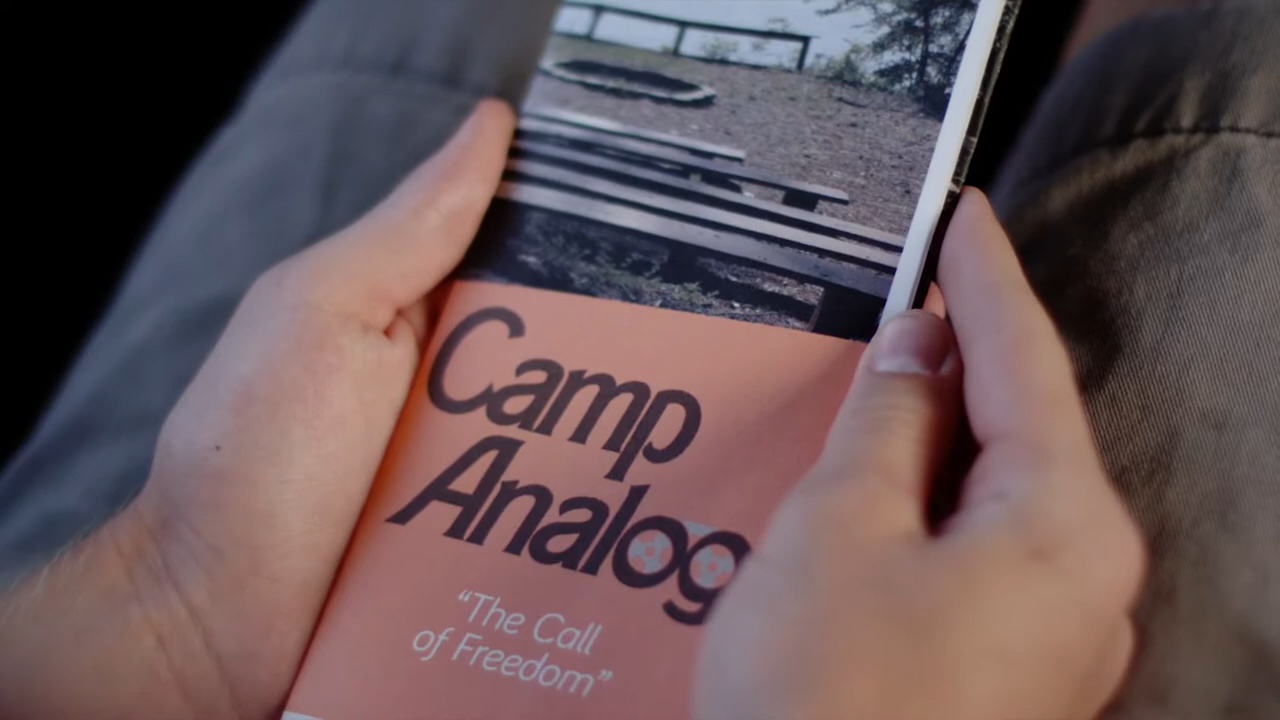 Camp
Analog
“The Call
of Freedom”